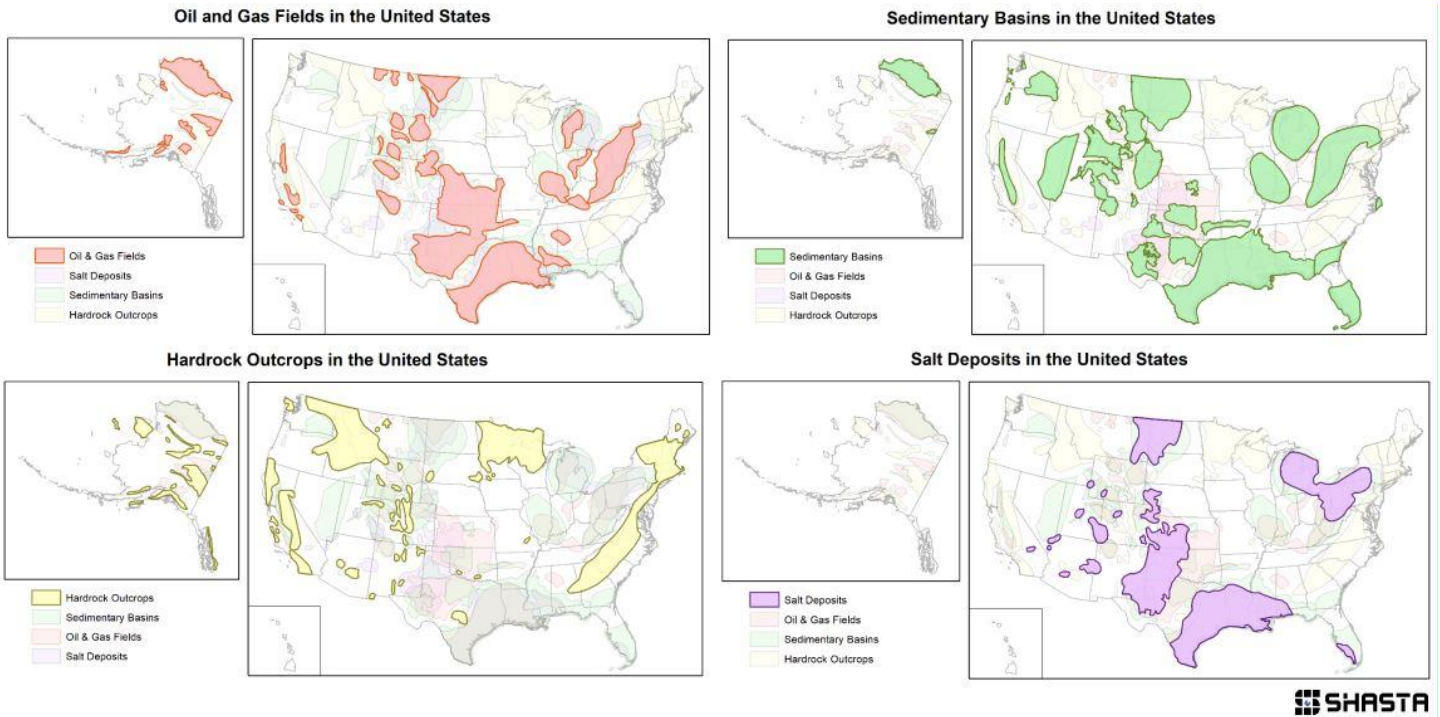 Oil and Gas Fields in the United States
Oil & Gas Fields
Salt Deposits
Sedimentary Basins
Hardrock Outcrops
Sedimentary Basins in the United States
Sedimentary Basins
Oil & Gas Fields
Salt Deposits
Hardrock Outcrops
Hardrock Outcrops in the United States
Hardrock Outcrops
Sedimentary Basins
Oil & Gas Fields
Salt Deposits
Salt Deposits in the United States
Salt Deposits
Oil & Gas Fields
Sedimentary Basins
Hardrock Outcrops
SHASTA